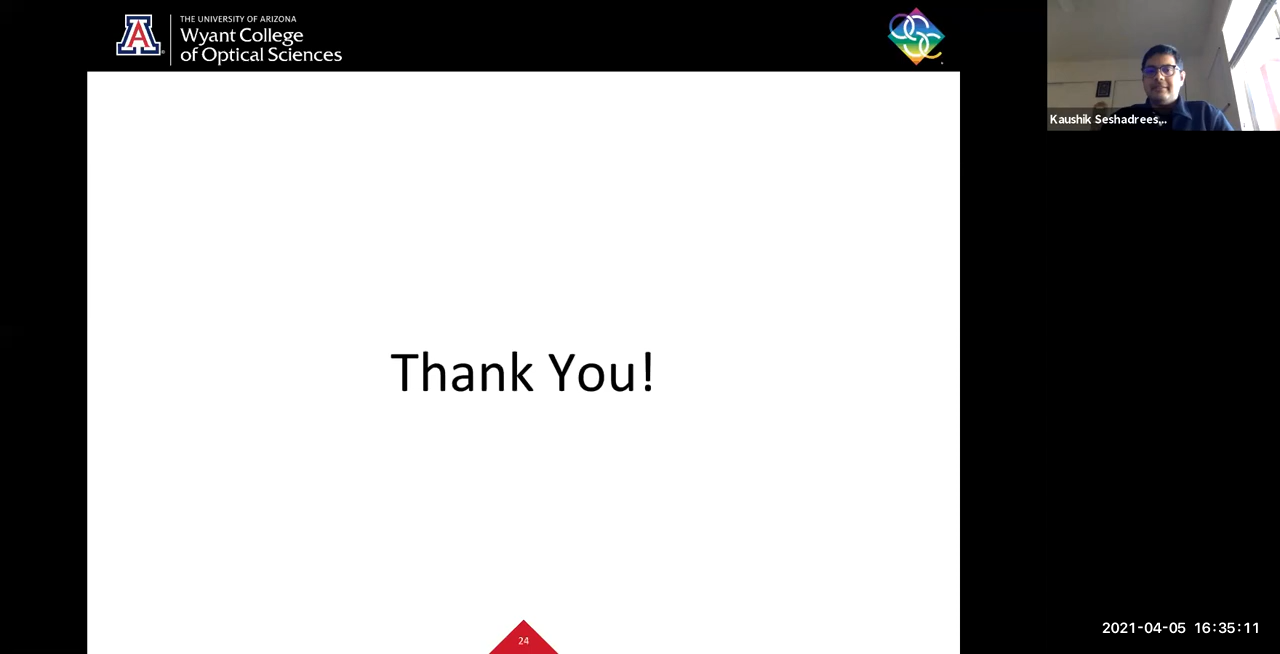 THE UNIVERSITY OF ARIZONA
Wyant College
of Optical Sciences
A
Kaushik Seshadrees...
Thank You!
24
2021-04-05 16:35:11